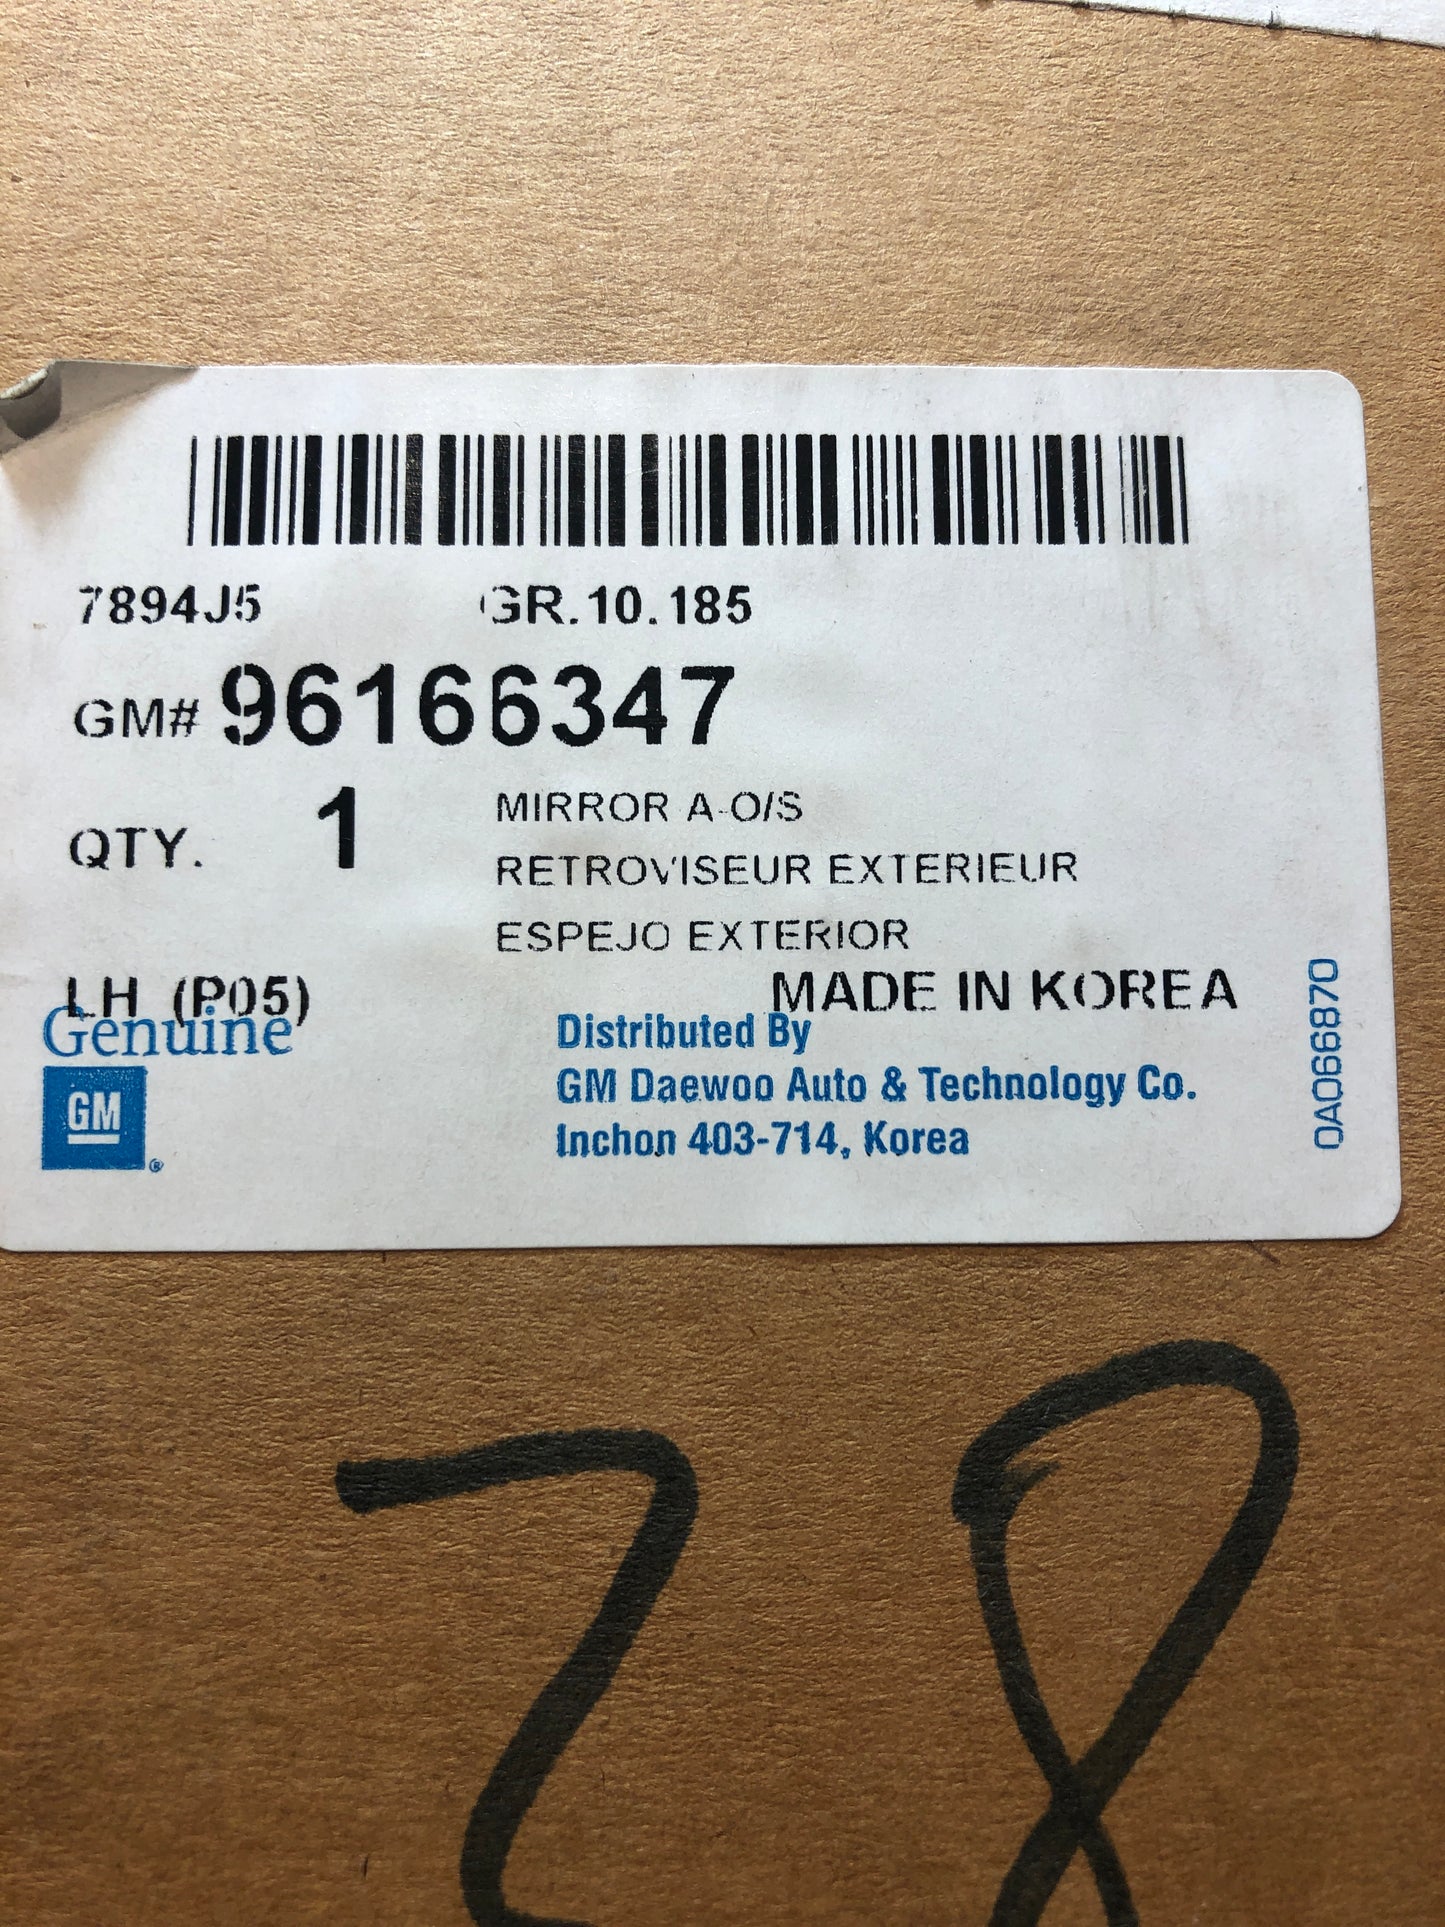 7894J5 GR.10.185
GM# 96166347
QTY. 1 MIRROR A-O/S
RETROVISEUR EXTERIEUR
ESPEJO EXTERIOR
LH (P05) MADE IN KOREA
Genuine
GM®
Distributed By
GM Daewoo Auto & Technology Co.
Inchon 403-714, Korea
0A066870
28